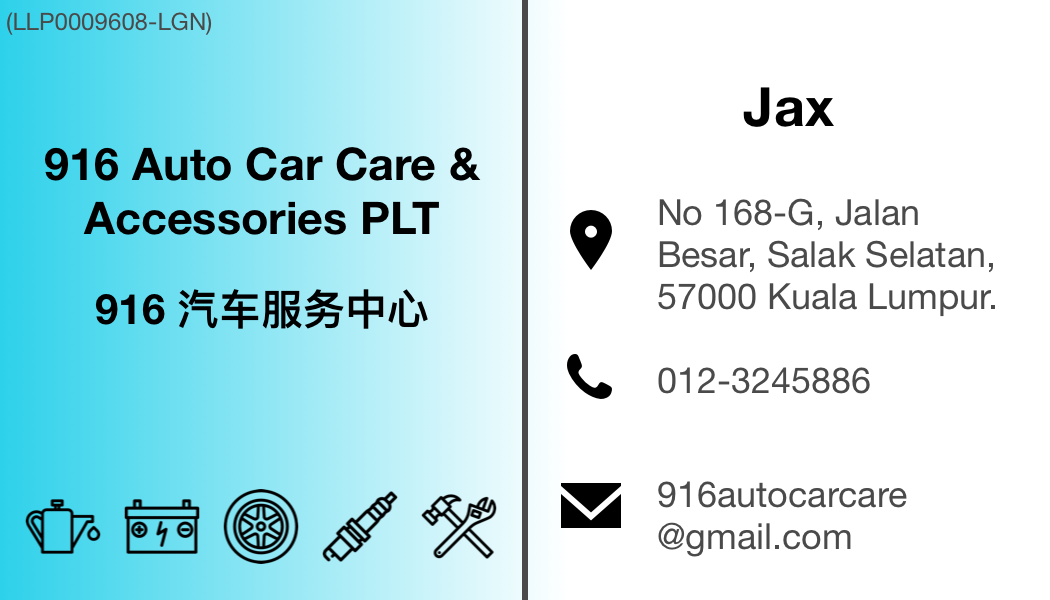 (LLP0009608-LGN)
916 Auto Car Care &
Accessories PLT
916 汽车服务中心
Jax
No 168-G, Jalan
Besar, Salak Selatan,
57000 Kuala Lumpur.
012-3245886
916autocarcare
@gmail.com